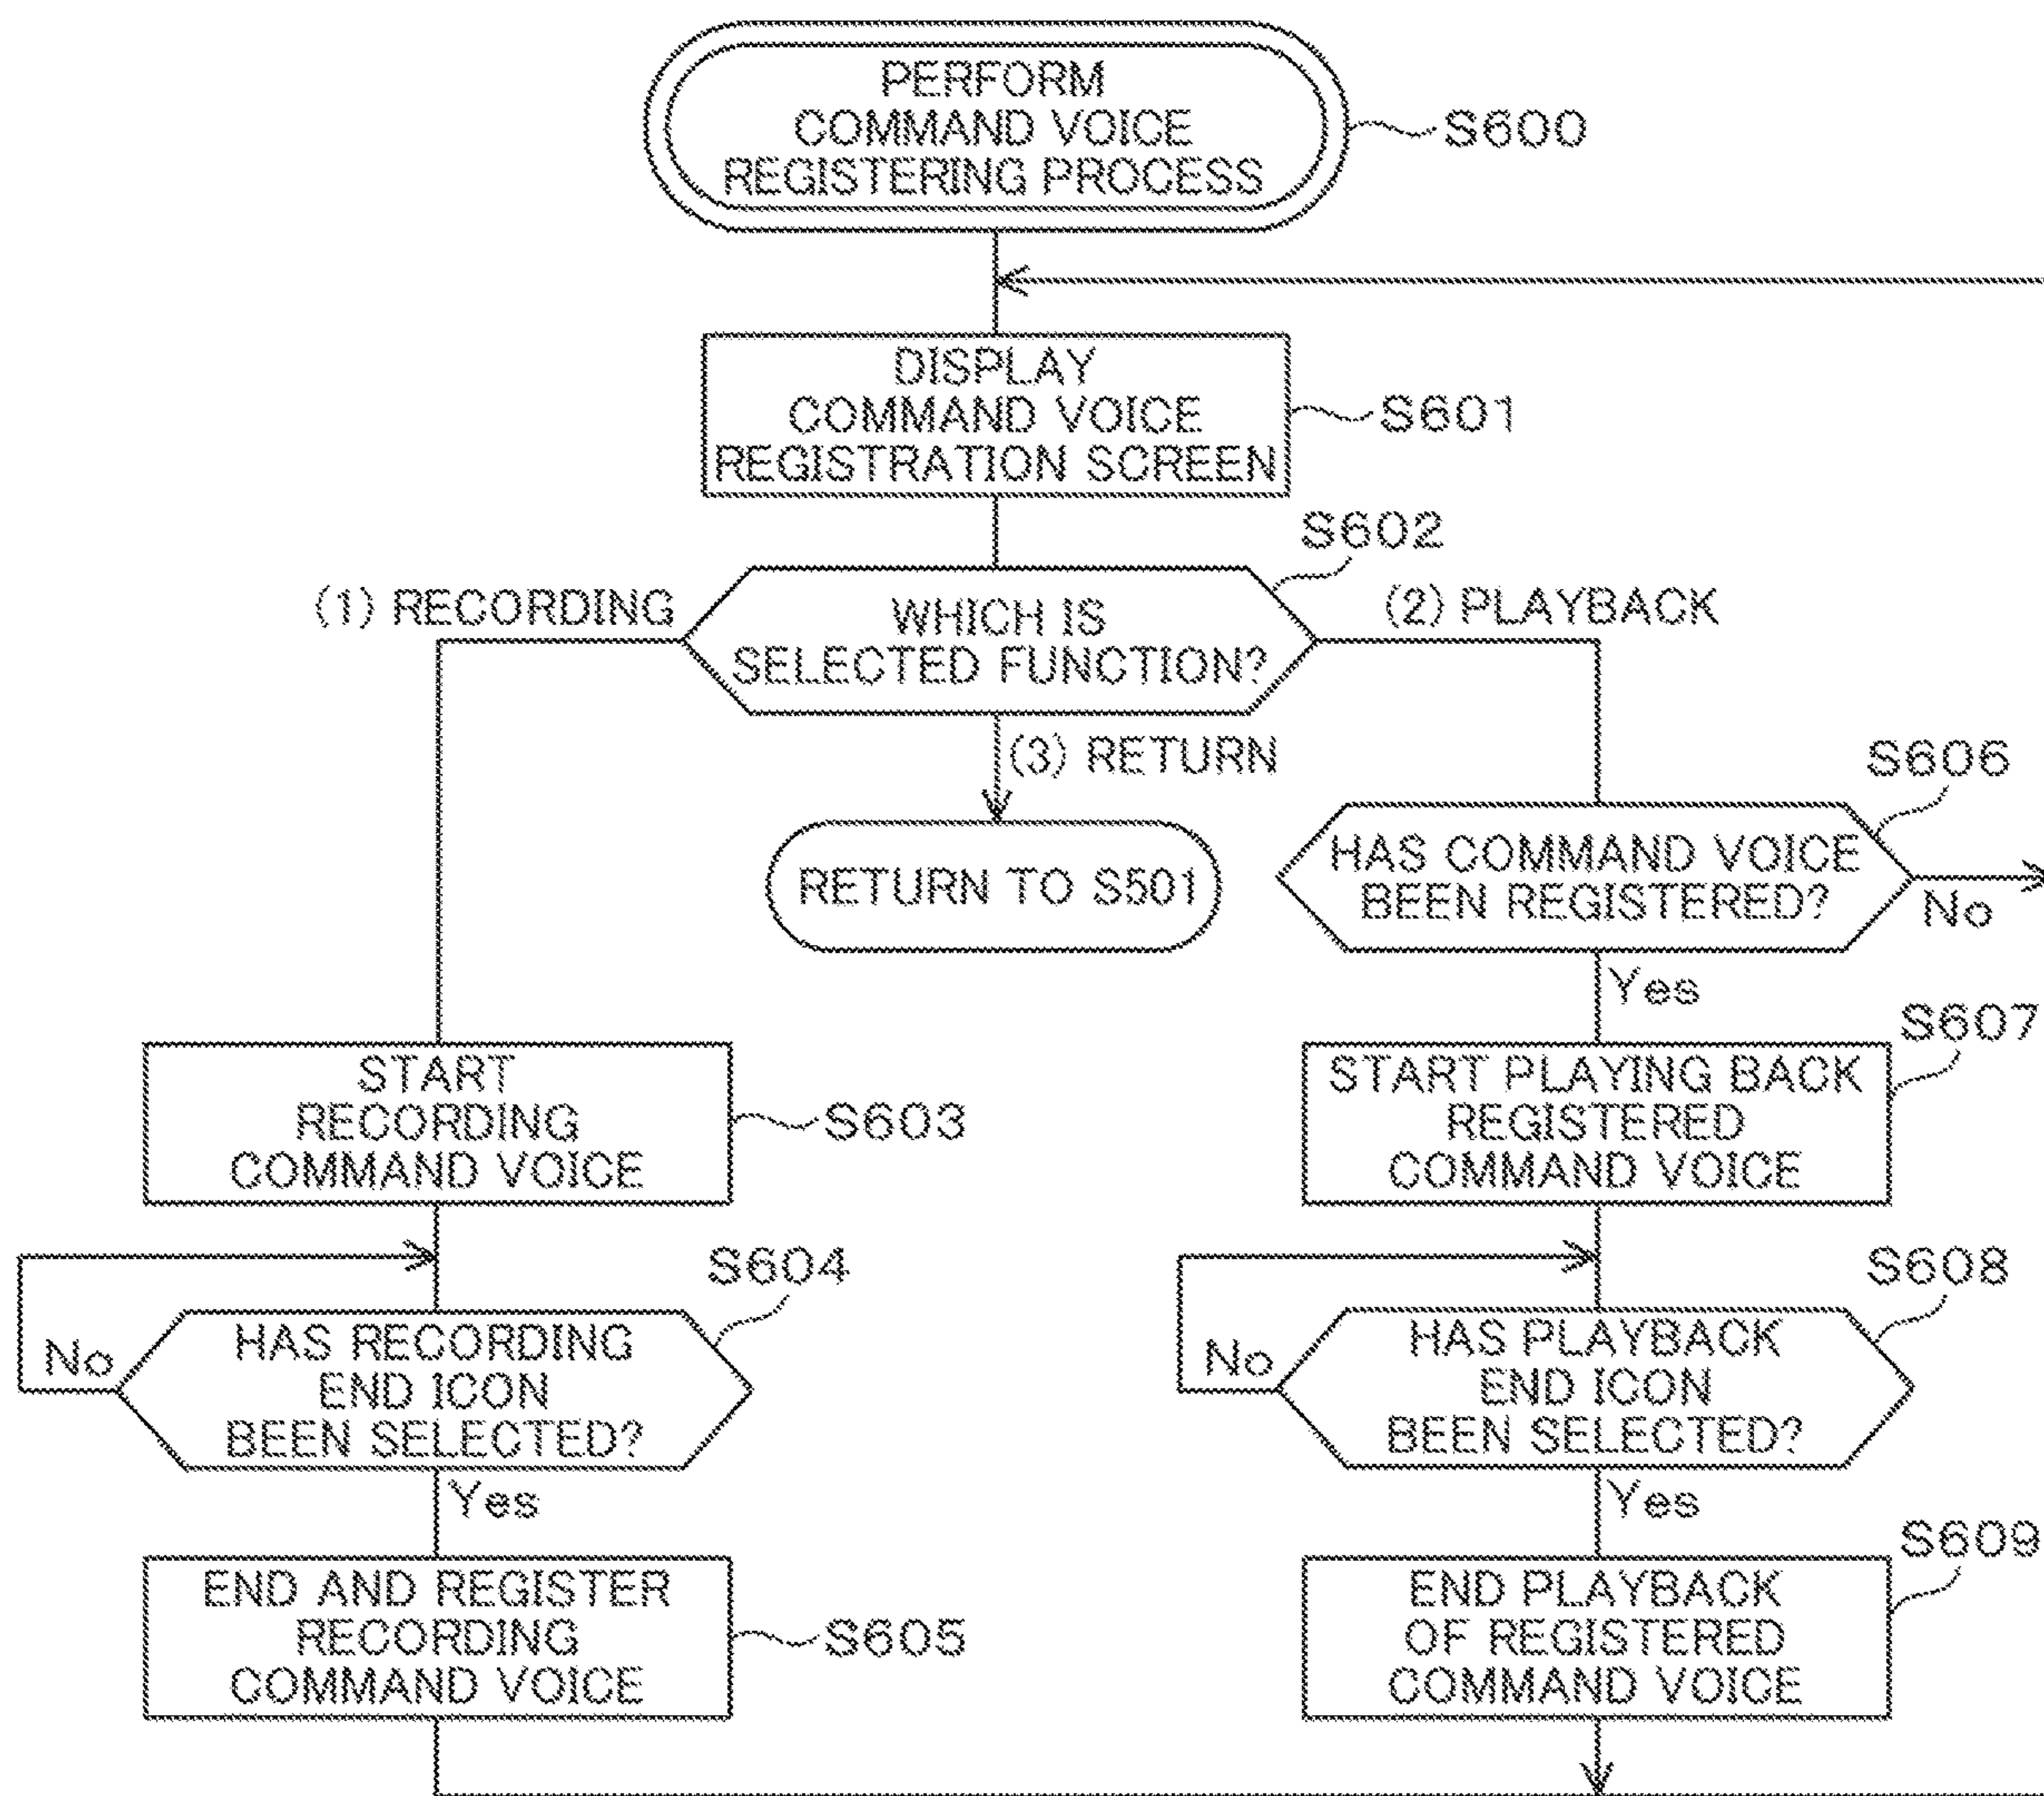 PERFORM
COMMAND VOICE
REGISTERING PROCESS
S600
DISPLAY
COMMAND VOICE
REGISTRATION SCREEN
S601
S602
(1) RECORDING
WHICH IS
SELECTED FUNCTION?
(2) PLAYBACK
(3) RETURN
RETURN TO S501
S606
HAS COMMAND VOICE
BEEN REGISTERED?
No
Yes
START
RECORDING
COMMAND VOICE
S603
S607
START PLAYING BACK
REGISTERED
COMMAND VOICE
S604
No
HAS RECORDING
END ICON
BEEN SELECTED?
Yes
S608
No
HAS PLAYBACK
END ICON
BEEN SELECTED?
Yes
END AND REGISTER
RECORDING
COMMAND VOICE
S605
S609
END PLAYBACK
OF REGISTERED
COMMAND VOICE